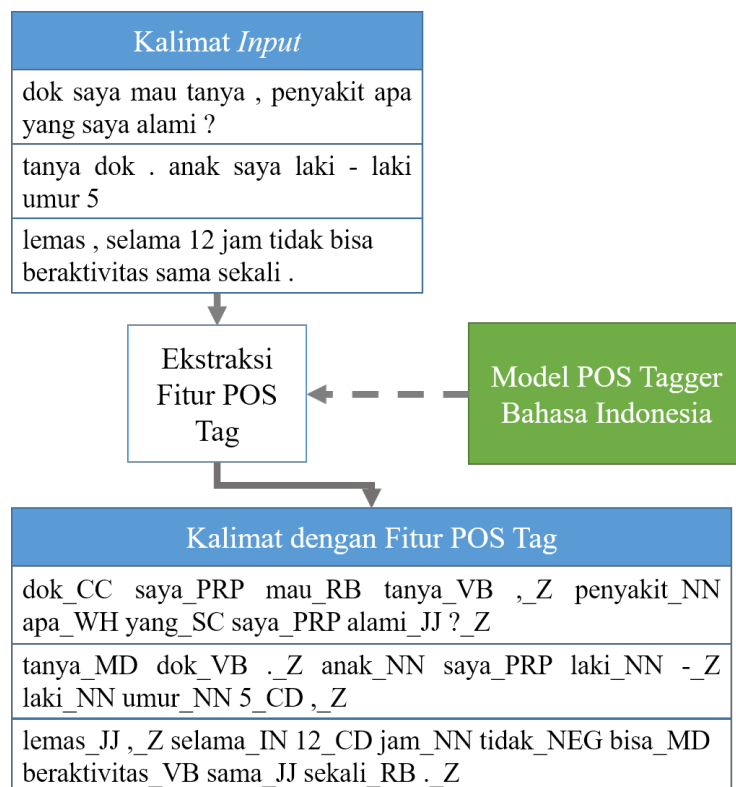 Kalimat Input
dok saya mau tanya , penyakit apa
yang saya alami ?
tanya dok . anak saya laki - laki
umur 5
lemas , selama 12 jam tidak bisa
beraktivitas sama sekali .
Ekstraksi
Fitur POS
Tag
Model POS Tagger
Bahasa Indonesia
Kalimat dengan Fitur POS Tag
dok_CC saya_PRP mau_RB tanya_VB ,_Z penyakit_NN
apa_WH yang_SC saya_PRP alami_JJ ?_Z
tanya_MD dok_VB ._Z anak_NN saya_PRP laki_NN -_Z
laki_NN umur_NN 5_CD ,_Z
lemas_JJ ,_Z selama_IN 12_CD jam_NN tidak_NEG bisa_MD
beraktivitas_VB sama_JJ sekali_RB ._Z